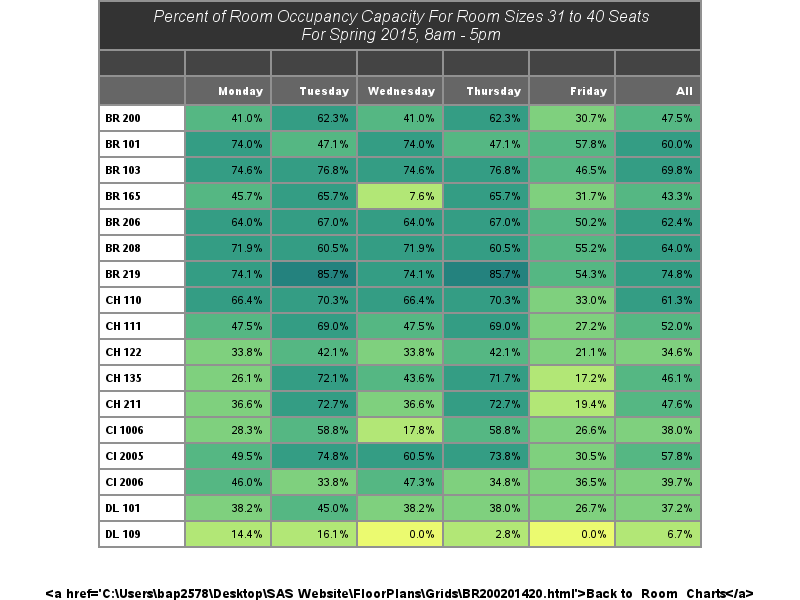 Percent of Room Occupancy Capacity For Room Sizes 31 to 40 Seats
For Spring 2015, 8am - 5pm
Monday Tuesday Wednesday Thursday Friday All
BR 200 41.0% 62.3% 41.0% 62.3% 30.7% 47.5%
BR 101 74.0% 47.1% 74.0% 47.1% 57.8% 60.0%
BR 103 74.6% 76.8% 74.6% 76.8% 46.5% 69.8%
BR 165 45.7% 65.7% 7.6% 65.7% 31.7% 43.3%
BR 206 64.0% 67.0% 64.0% 67.0% 50.2% 62.4%
BR 208 71.9% 60.5% 71.9% 60.5% 55.2% 64.0%
BR 219 74.1% 85.7% 74.1% 85.7% 54.3% 74.8%
CH 110 66.4% 70.3% 66.4% 70.3% 33.0% 61.3%
CH 111 47.5% 69.0% 47.5% 69.0% 27.2% 52.0%
CH 122 33.8% 42.1% 33.8% 42.1% 21.1% 34.6%
CH 135 26.1% 72.1% 43.6% 71.7% 17.2% 46.1%
CH 211 36.6% 72.7% 36.6% 72.7% 19.4% 47.6%
CI 1006 28.3% 58.8% 17.8% 58.8% 26.6% 38.0%
CI 2005 49.5% 74.8% 60.5% 73.8% 30.5% 57.8%
CI 2006 46.0% 33.8% 47.3% 34.8% 36.5% 39.7%
DL 101 38.2% 45.0% 38.2% 38.0% 26.7% 37.2%
DL 109 14.4% 16.1% 0.0% 2.8% 0.0% 6.7%
<a href='C:\Users\bap2578\Desktop\SAS Website\FloorPlans\Grids\BR200201420.html'>Back to Room Charts</a>